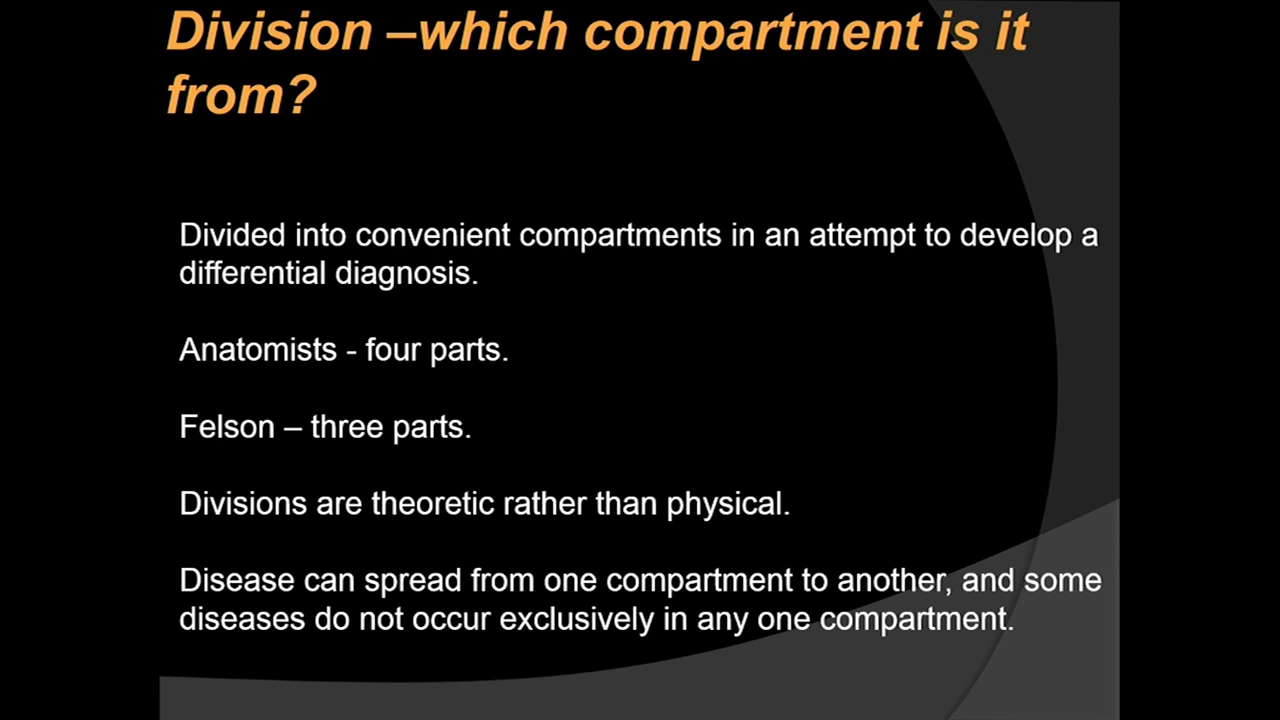 Division –which compartment is it
from?
Divided into convenient compartments in an attempt to develop a
differential diagnosis.
Anatomists - four parts.
Felson – three parts.
Divisions are theoretic rather than physical.
Disease can spread from one compartment to another, and some
diseases do not occur exclusively in any one compartment.